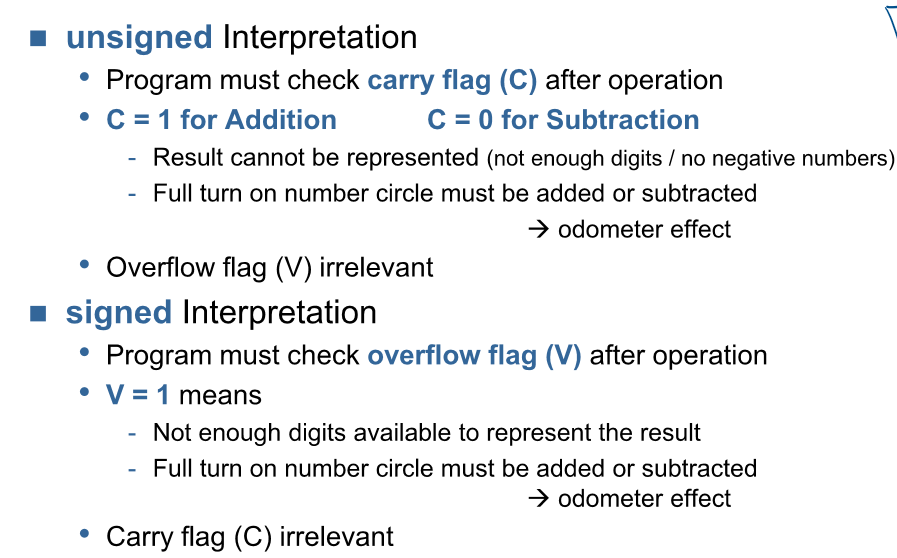 ■ unsigned Interpretation
• Program must check carry flag (C) after operation
• C = 1 for Addition C = 0 for Subtraction
- Result cannot be represented (not enough digits / no negative numbers)
- Full turn on number circle must be added or subtracted
→ odometer effect
• Overflow flag (V) irrelevant
■ signed Interpretation
• Program must check overflow flag (V) after operation
• V = 1 means
- Not enough digits available to represent the result
- Full turn on number circle must be added or subtracted
→ odometer effect
• Carry flag (C) irrelevant